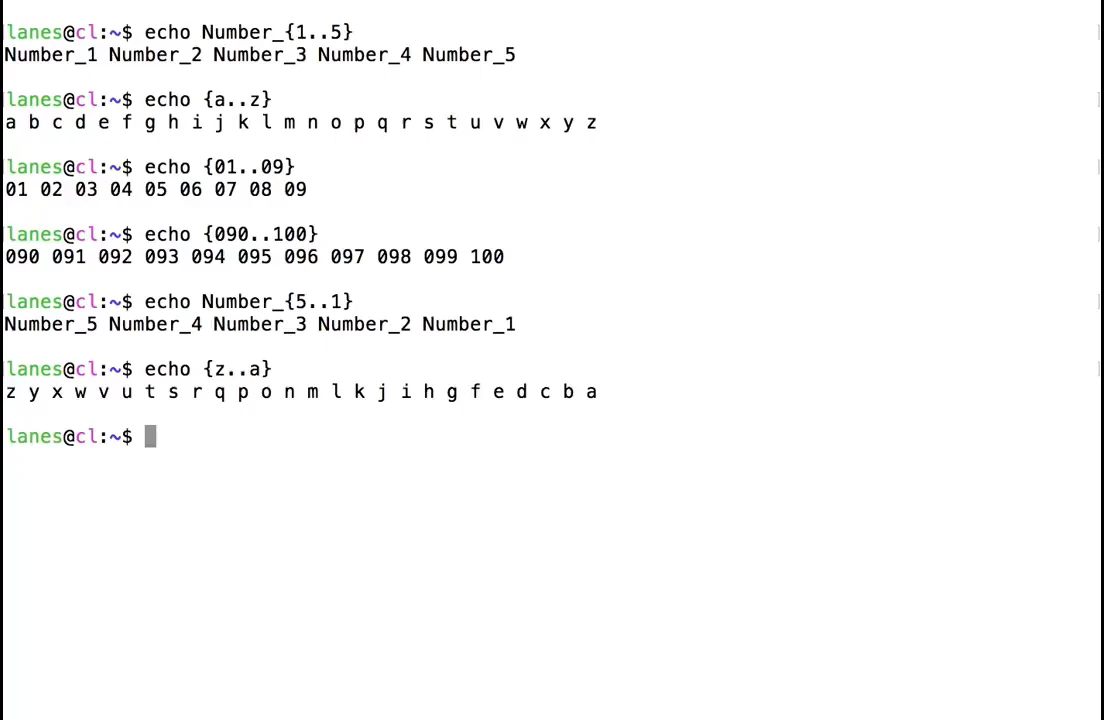 lanes@cl:~$ echo Number_{1..5}
Number_1 Number_2 Number_3 Number_4 Number_5
lanes@cl:~$ echo {a..z}
a b c d e f g h i j k l m n o p q r s t u v w x y z
lanes@cl:~$ echo {01..09}
01 02 03 04 05 06 07 08 09
lanes@cl:~$ echo {090..100}
090 091 092 093 094 095 096 097 098 099 100
lanes@cl:~$ echo Number_{5..1}
Number_5 Number_4 Number_3 Number_2 Number_1
lanes@cl:~$ echo {z..a}
z y x w v u t s r q p o n m l k j i h g f e d c b a
lanes@cl:~$